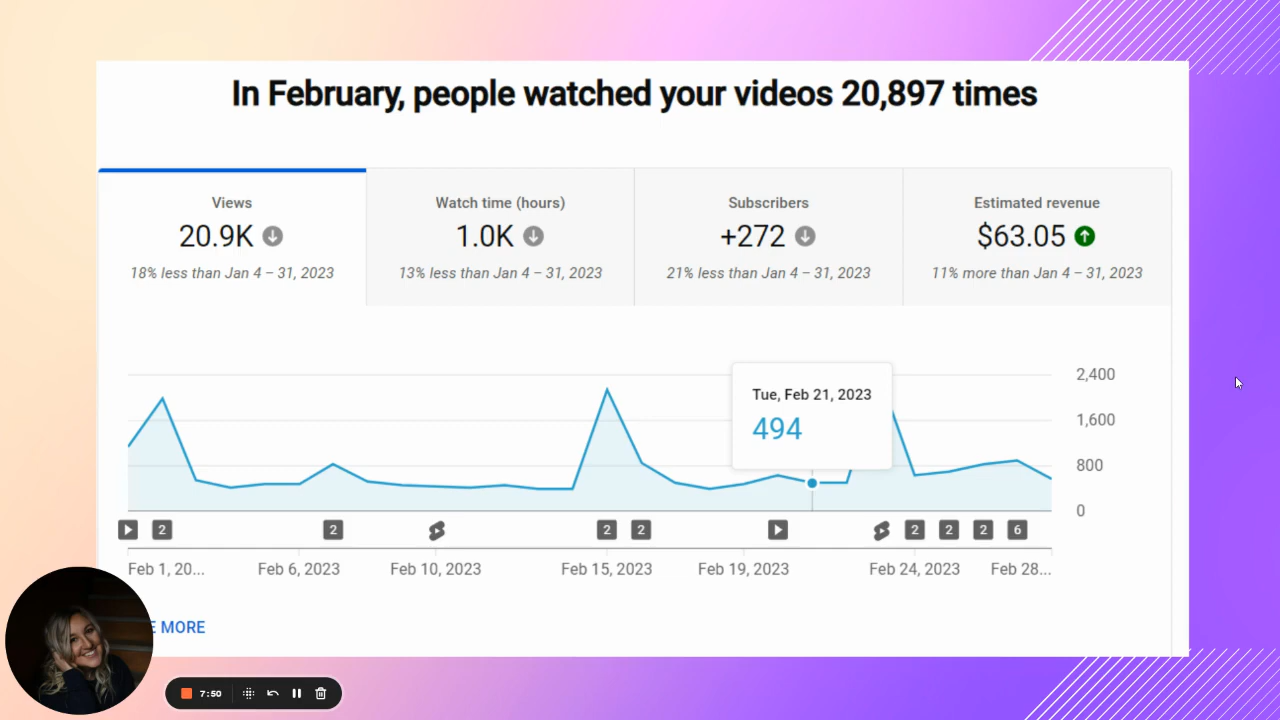 In February, people watched your videos 20,897 times
Views
20.9K
18% less than Jan 4 – 31, 2023
Watch time (hours)
1.0K
13% less than Jan 4 – 31, 2023
Subscribers
+272
21% less than Jan 4 – 31, 2023
Estimated revenue
$63.05
11% more than Jan 4 – 31, 2023
Tue, Feb 21, 2023
494
2,400
1,600
800
0
2 2 2 2 2 2 2 6
Feb 1, 20... Feb 6, 2023 Feb 10, 2023 Feb 15, 2023 Feb 19, 2023 Feb 24, 2023 Feb 28...
E MORE
7:50